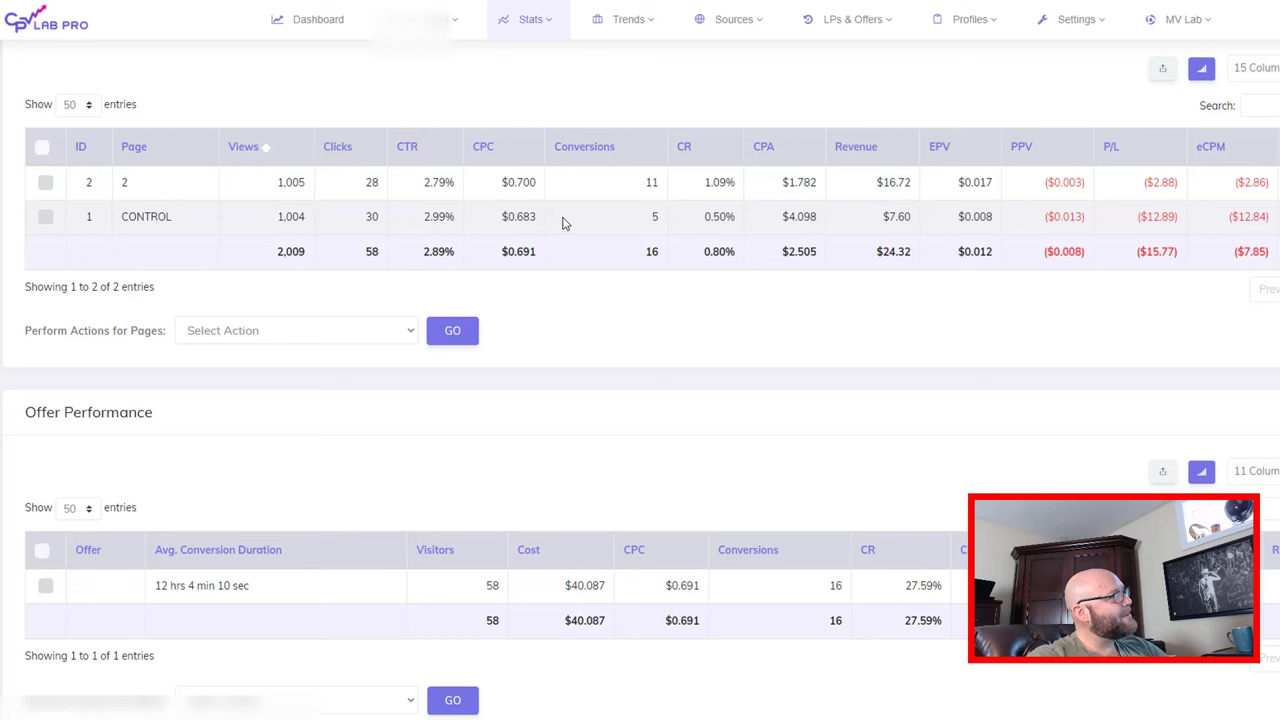 CPV LAB PRO
Dashboard Stats Trends Sources LPs & Offers Profiles Settings MV Lab
15 Colum
Show 50 entries
Search:
ID Page Views Clicks CTR CPC Conversions CR CPA Revenue EPV PPV P/L eCPM
2 2 1,005 28 2.79% $0.700 11 1.09% $1.782 $16.72 $0.017 ($0.003) ($2.88) ($2.86)
1 CONTROL 1,004 30 2.99% $0.683 5 0.50% $4.098 $7.60 $0.008 ($0.013) ($12.89) ($12.84)
2,009 58 2.89% $0.691 16 0.80% $2.505 $24.32 $0.012 ($0.008) ($15.77) ($7.85)
Showing 1 to 2 of 2 entries
Prev
Perform Actions for Pages: Select Action GO
Offer Performance
11 Colum
Show 50 entries
Offer Avg. Conversion Duration Visitors Cost CPC Conversions CR C R
12 hrs 4 min 10 sec 58 $40.087 $0.691 16 27.59%
58 $40.087 $0.691 16 27.59%
Showing 1 to 1 of 1 entries
Prev
GO